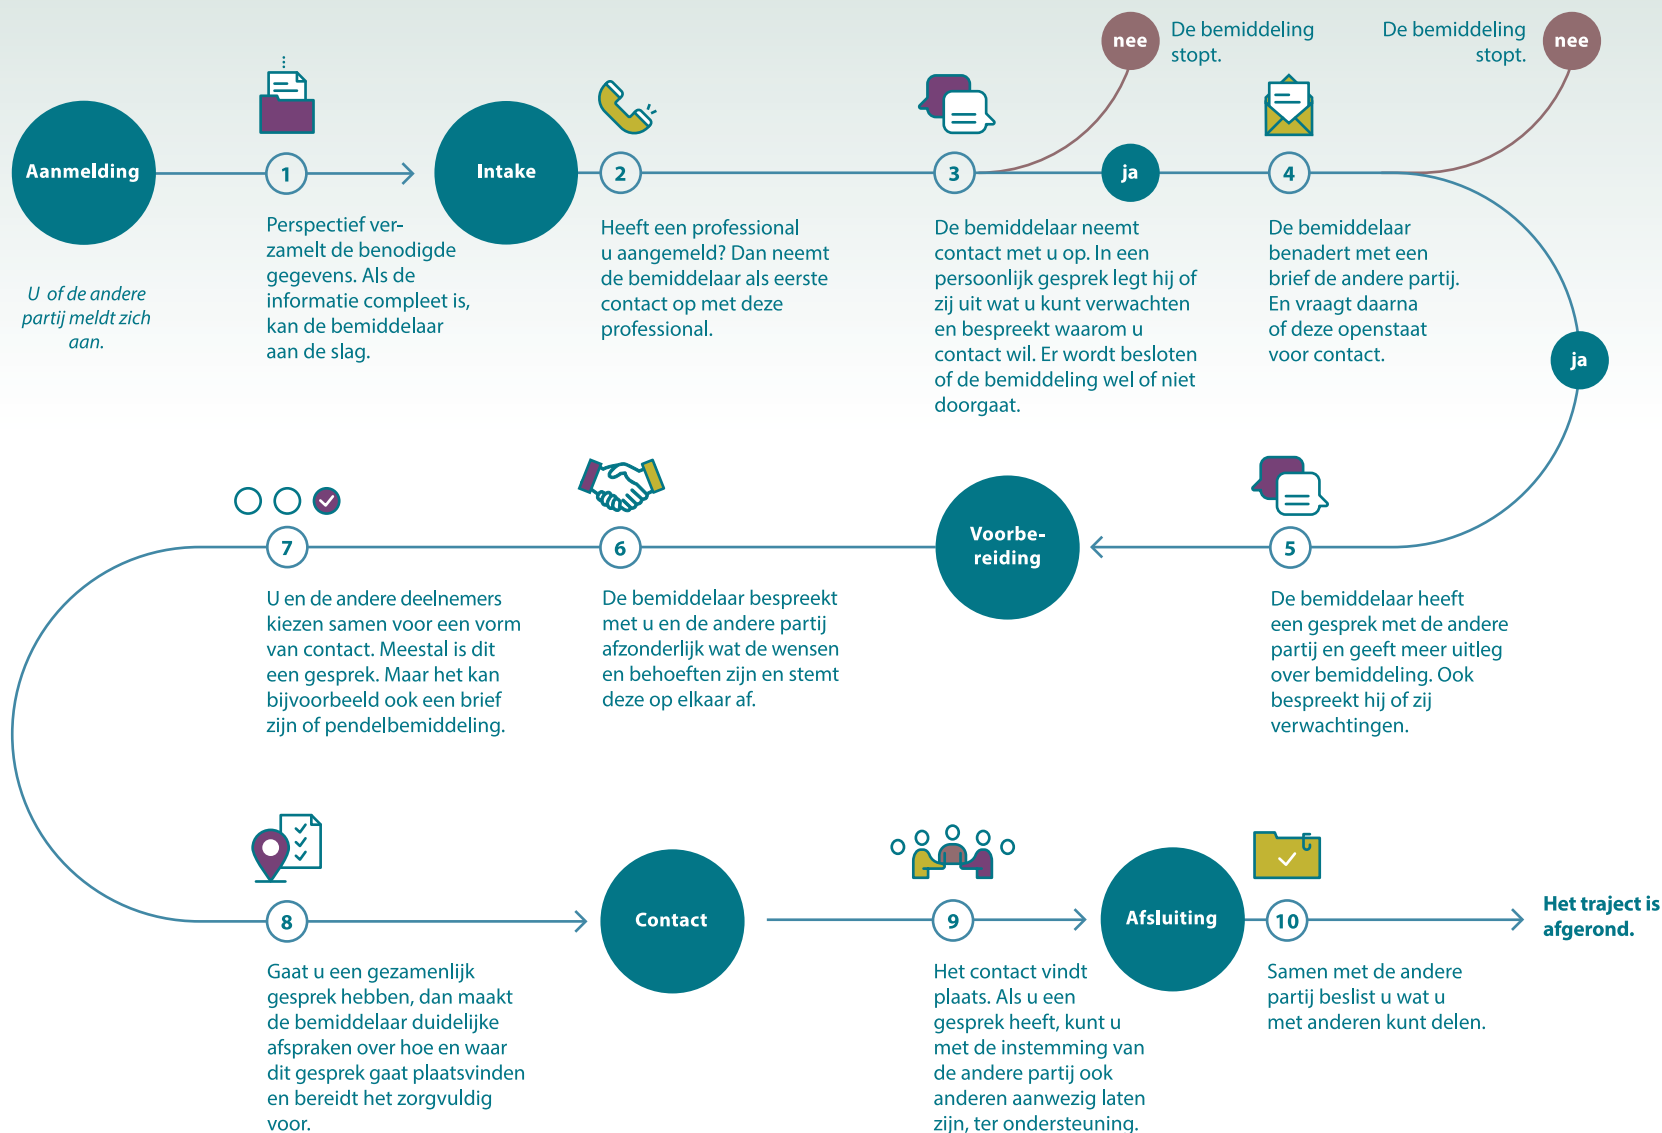 nee
De bemiddeling
stopt.
De bemiddeling
stopt.
nee
Aanmelding
1
Intake
2
3
ja
4
U of de andere
partij meldt zich
aan.
Perspectief ver-
zamelt de benodigde
gegevens. Als de
informatie compleet is,
kan de bemiddelaar
aan de slag.
Heeft een professional
u aangemeld? Dan neemt
de bemiddelaar als eerste
contact op met deze
professional.
De bemiddelaar neemt
contact met u op. In een
persoonlijk gesprek legt hij of
zij uit wat u kunt verwachten
en bespreekt waarom u
contact wil. Er wordt besloten
of de bemiddeling wel of niet
doorgaat.
De bemiddelaar
benadert met een
brief de andere partij.
En vraagt daarna
of deze openstaat
voor contact.
ja
5
De bemiddelaar heeft
een gesprek met de andere
partij en geeft meer uitleg
over bemiddeling. Ook
bespreekt hij of zij
verwachtingen.
Voorbe-
reiding
6
De bemiddelaar bespreekt
met u en de andere partij
afzonderlijk wat de wensen
en behoeften zijn en stemt
deze op elkaar af.
7
U en de andere deelnemers
kiezen samen voor een vorm
van contact. Meestal is dit
een gesprek. Maar het kan
bijvoorbeeld ook een brief
zijn of pendelbemiddeling.
8
Gaat u een gezamenlijk
gesprek hebben, dan maakt
de bemiddelaar duidelijke
afspraken over hoe en waar
dit gesprek gaat plaatsvinden
en bereidt het zorgvuldig
voor.
Contact
9
Het contact vindt
plaats. Als u een
gesprek heeft, kunt u
met de instemming van
de andere partij ook
anderen aanwezig laten
zijn, ter ondersteuning.
Afsluiting
10
Samen met de andere
partij beslist u wat u
met anderen kunt delen.
Het traject is
afgerond.